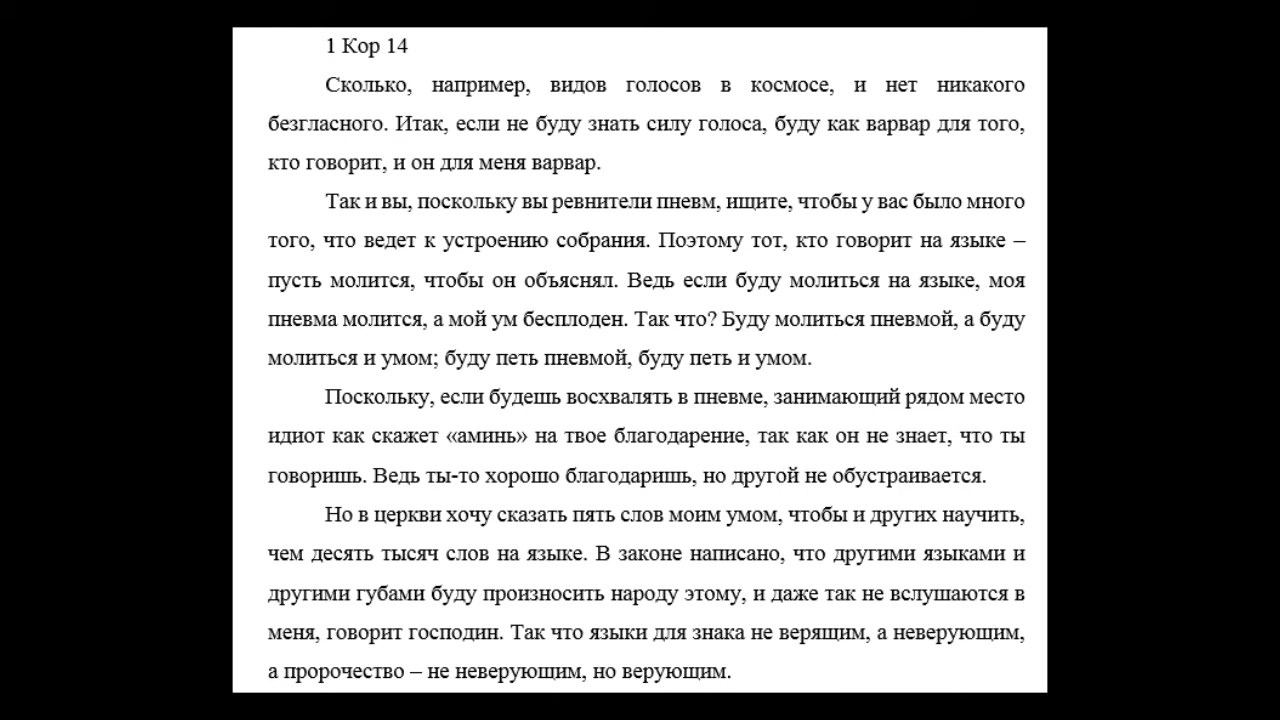 1 Кор 14
Сколько, например, видов голосов в космосе, и нет никакого
безгласного. Итак, если не буду знать силу голоса, буду как варвар для того,
кто говорит, и он для меня варвар.
Так и вы, поскольку вы ревнители пневм, ищите, чтобы у вас было много
того, что ведет к устроению собрания. Поэтому тот, кто говорит на языке –
пусть молится, чтобы он объяснял. Ведь если буду молиться на языке, моя
пневма молится, а мой ум бесплоден. Так что? Буду молиться пневмой, а буду
молиться и умом; буду петь пневмой, буду петь и умом.
Поскольку, если будешь восхвалять в пневме, занимающий рядом место
идиот как скажет «аминь» на твое благодарение, так как он не знает, что ты
говоришь. Ведь ты-то хорошо благодаришь, но другой не обустраивается.
Но в церкви хочу сказать пять слов моим умом, чтобы и других научить,
чем десять тысяч слов на языке. В законе написано, что другими языками и
другими губами буду произносить народу этому, и даже так не вслушаются в
меня, говорит господин. Так что языки для знака не верящим, а неверующим,
а пророчество – не неверующим, но верующим.